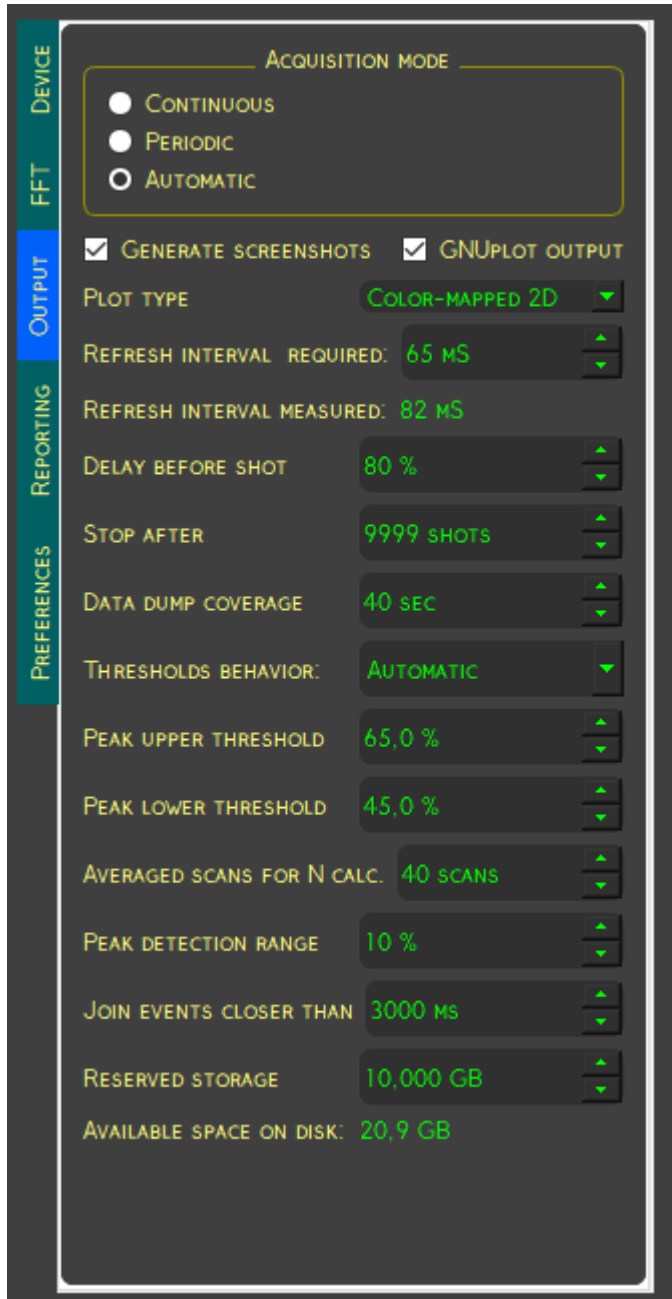 Device
FFT
Output
Reporting
Preferences
Acquisition mode
Continuous
Periodic
Automatic
Generate screenshots GNUplot output
Plot type Color-mapped 2D
Refresh interval required: 65 mS
Refresh interval measured: 82 mS
Delay before shot 80 %
Stop after 9999 shots
Data dump coverage 40 sec
Thresholds behavior: Automatic
Peak upper threshold 65,0 %
Peak lower threshold 45,0 %
Averaged scans for N calc. 40 scans
Peak detection range 10 %
Join events closer than 3000 ms
Reserved storage 10,000 GB
Available space on disk: 20,9 GB